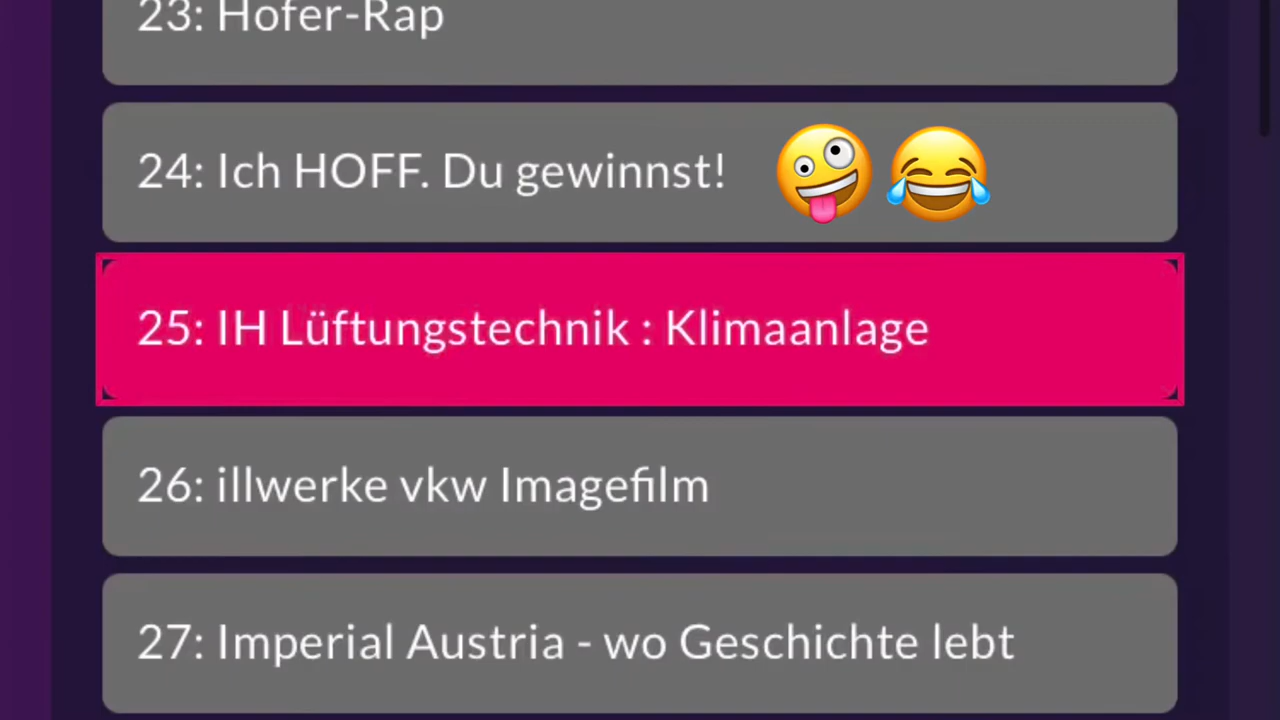 23: Hofer-Rap
24: Ich HOFF. Du gewinnst! 🤪 😂
25: IH Lüftungstechnik : Klimaanlage
26: illwerke vkw Imagefilm
27: Imperial Austria - wo Geschichte lebt